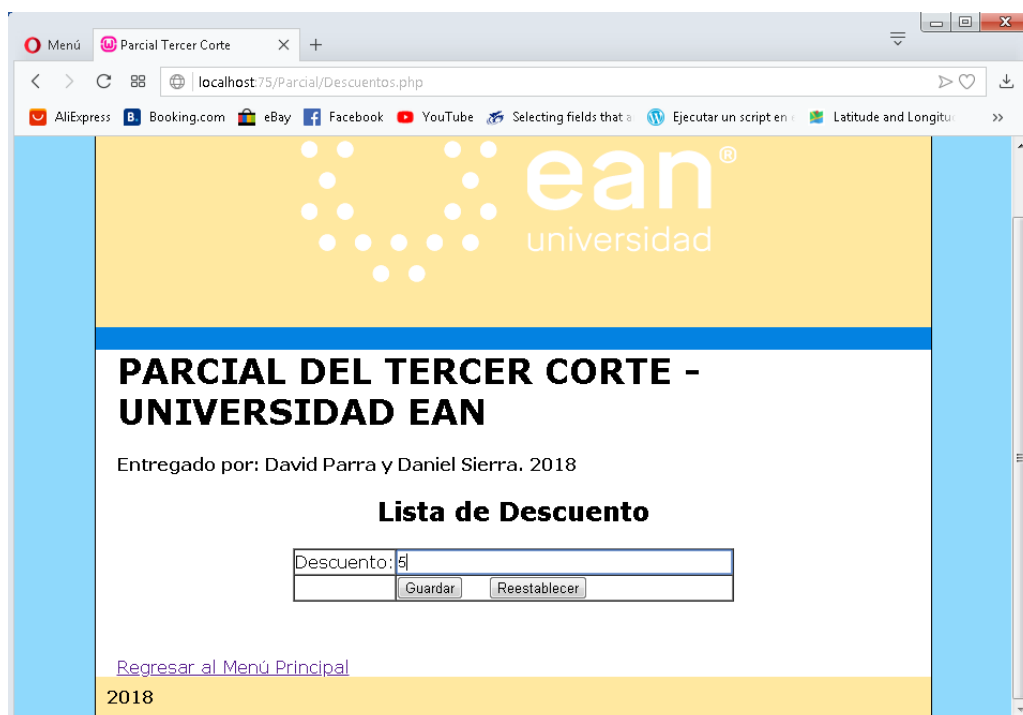 Menú Parcial Tercer Corte
localhost:75/Parcial/Descuentos.php
AliExpress B. Booking.com eBay Facebook YouTube Selecting fields that a Ejecutar un script en Latitude and Longitu
ean®
universidad
PARCIAL DEL TERCER CORTE -
UNIVERSIDAD EAN
Entregado por: David Parra y Daniel Sierra. 2018
Lista de Descuento
Descuento: 5
Guardar Reestablecer
Regresar al Menú Principal
2018